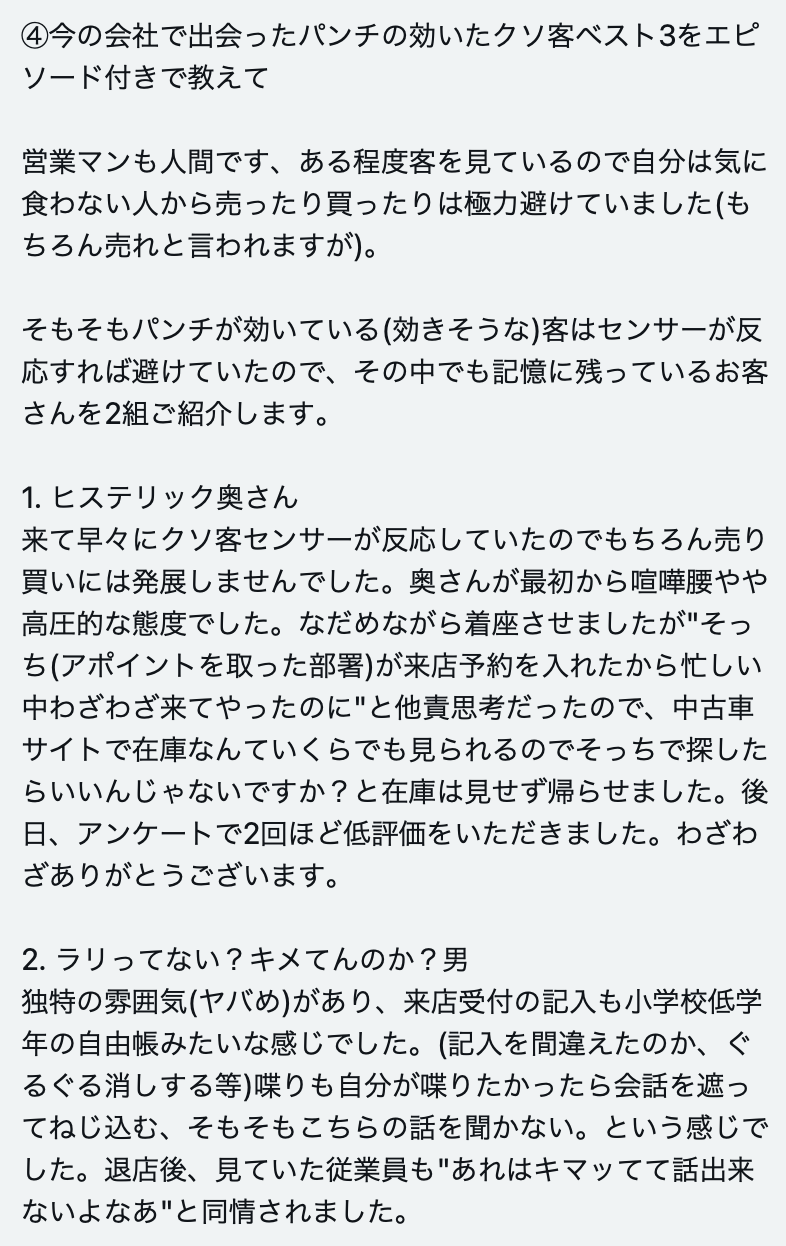 ④今の会社で出会ったパンチの効いたクソ客ベスト3をエピ
ソード付きで教えて
営業マンも人間です、ある程度客を見ているので自分は気に
食わない人から売ったり買ったりは極力避けていました(も
ちろん売れと言われますが)。
そもそもパンチが効いている(効きそうな)客はセンサーが反
応すれば避けていたので、その中でも記憶に残っているお客
さんを2組ご紹介します。
1. ヒステリック奥さん
来て早々にクソ客センサーが反応していたのでもちろん売り
買いには発展しませんでした。奥さんが最初から喧嘩腰やや
高圧的な態度でした。なだめながら着座させましたが"そっ
ち(アポイントを取った部署)が来店予約を入れたから忙しい
中わざわざ来てやったのに"と他責思考だったので、中古車
サイトで在庫なんていくらでも見られるのでそっちで探した
らいいんじゃないですか？と在庫は見せず帰らせました。後
日、アンケートで2回ほど低評価をいただきました。わざわ
ざありがとうございます。
2. ラリってない？キメてんのか？男
独特の雰囲気(ヤバめ)があり、来店受付の記入も小学校低学
年の自由帳みたいな感じでした。(記入を間違えたのか、ぐ
るぐる消しする等)喋りも自分が喋りたかったら会話を遮っ
てねじ込む、そもそもこちらの話を聞かない。という感じで
した。退店後、見ていた従業員も"あれはキマッてて話出来
ないよなあ"と同情されました。